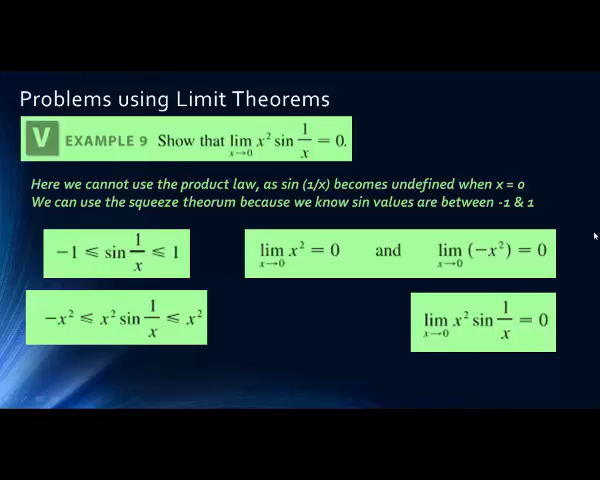 Problems using Limit Theorems
V EXAMPLE 9 Show that lim x→0 x² sin 1/x = 0.
Here we cannot use the product law, as sin (1/x) becomes undefined when x = 0
We can use the squeeze theorum because we know sin values are between -1 & 1
−1 ≤ sin 1/x ≤ 1
lim x→0 x² = 0 and lim x→0 (−x²) = 0
−x² ≤ x² sin 1/x ≤ x²
lim x→0 x² sin 1/x = 0